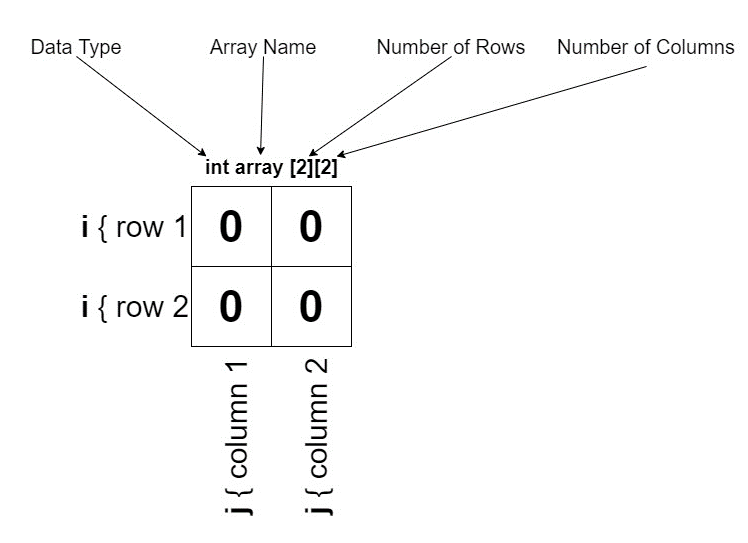 Data Type Array Name Number of Rows Number of Columns
int array [2][2]
i { row 1 0 0
i { row 2 0 0
j { column 1
j { column 2